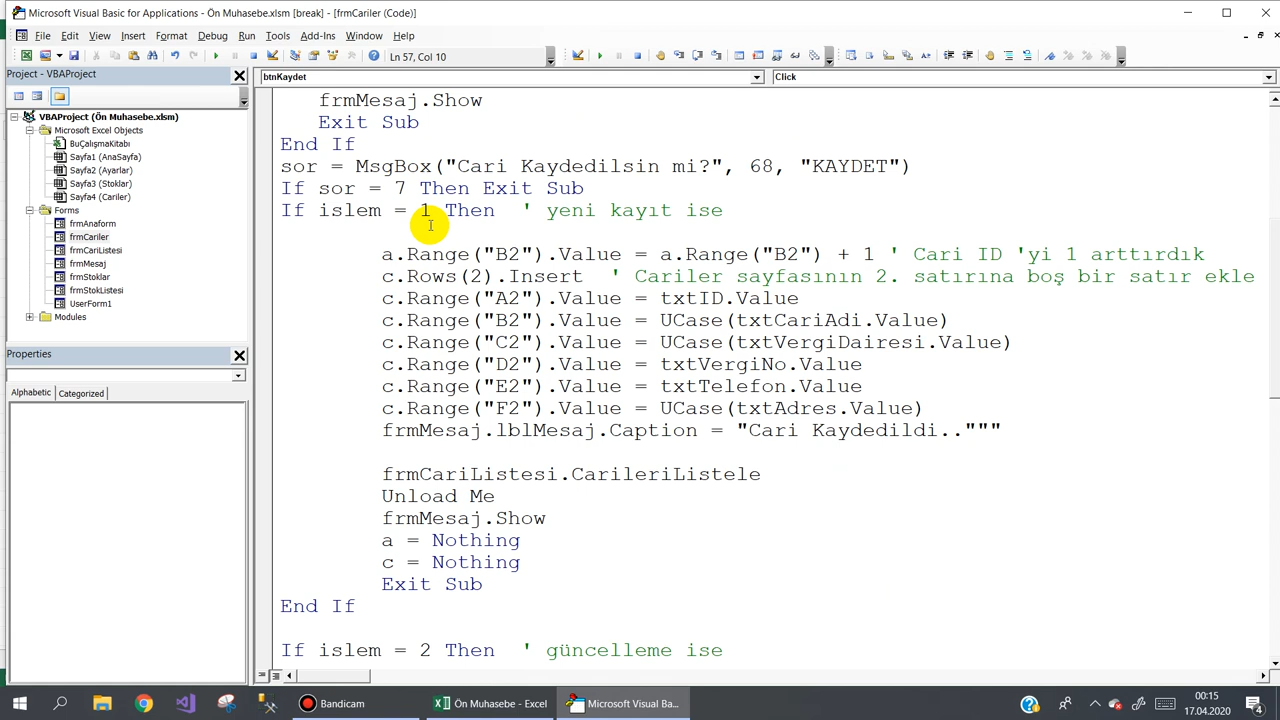 Microsoft Visual Basic for Applications - Ön Muhasebe.xlsm [break] - [frmCariler (Code)]
File Edit View Insert Format Debug Run Tools Add-Ins Window Help
Ln 57, Col 10
Project - VBAProject
btnKaydet
Click
VBAProject (Ön Muhasebe.xlsm)
Microsoft Excel Objects
BuÇalışmaKitabı
Sayfa1 (AnaSayfa)
Sayfa2 (Ayarlar)
Sayfa3 (Stoklar)
Sayfa4 (Cariler)
Forms
frmAnaform
frmCariler
frmCariListesi
frmMesaj
frmStoklar
frmStokListesi
UserForm1
Modules
Properties
Alphabetic Categorized
frmMesaj.Show
Exit Sub
End If
sor = MsgBox("Cari Kaydedilsin mi?", 68, "KAYDET")
If sor = 7 Then Exit Sub
If islem = 1 Then ' yeni kayıt ise
a.Range("B2").Value = a.Range("B2") + 1 ' Cari ID 'yi 1 arttırdık
c.Rows(2).Insert ' Cariler sayfasının 2. satırına boş bir satır ekle
c.Range("A2").Value = txtID.Value
c.Range("B2").Value = UCase(txtCariAdi.Value)
c.Range("C2").Value = UCase(txtVergiDairesi.Value)
c.Range("D2").Value = txtVergiNo.Value
c.Range("E2").Value = txtTelefon.Value
c.Range("F2").Value = UCase(txtAdres.Value)
frmMesaj.lblMesaj.Caption = "Cari Kaydedildi.."""
frmCariListesi.CarileriListele
Unload Me
frmMesaj.Show
a = Nothing
c = Nothing
Exit Sub
End If
If islem = 2 Then ' güncelleme ise
Bandicam
Ön Muhasebe - Excel
Microsoft Visual Ba...
00:15
17.04.2020
4